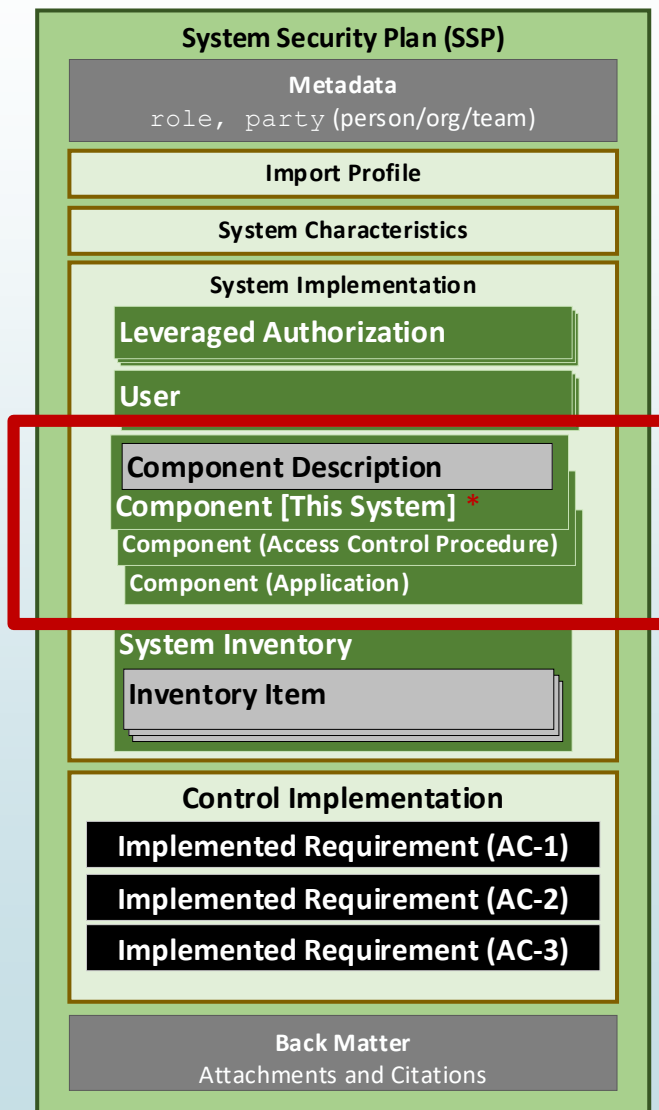 System Security Plan (SSP)
Metadata
role, party (person/org/team)
Import Profile
System Characteristics
System Implementation
Leveraged Authorization
User
Component Description
Component [This System] *
Component (Access Control Procedure)
Component (Application)
System Inventory
Inventory Item
Control Implementation
Implemented Requirement (AC-1)
Implemented Requirement (AC-2)
Implemented Requirement (AC-3)
Back Matter
Attachments and Citations